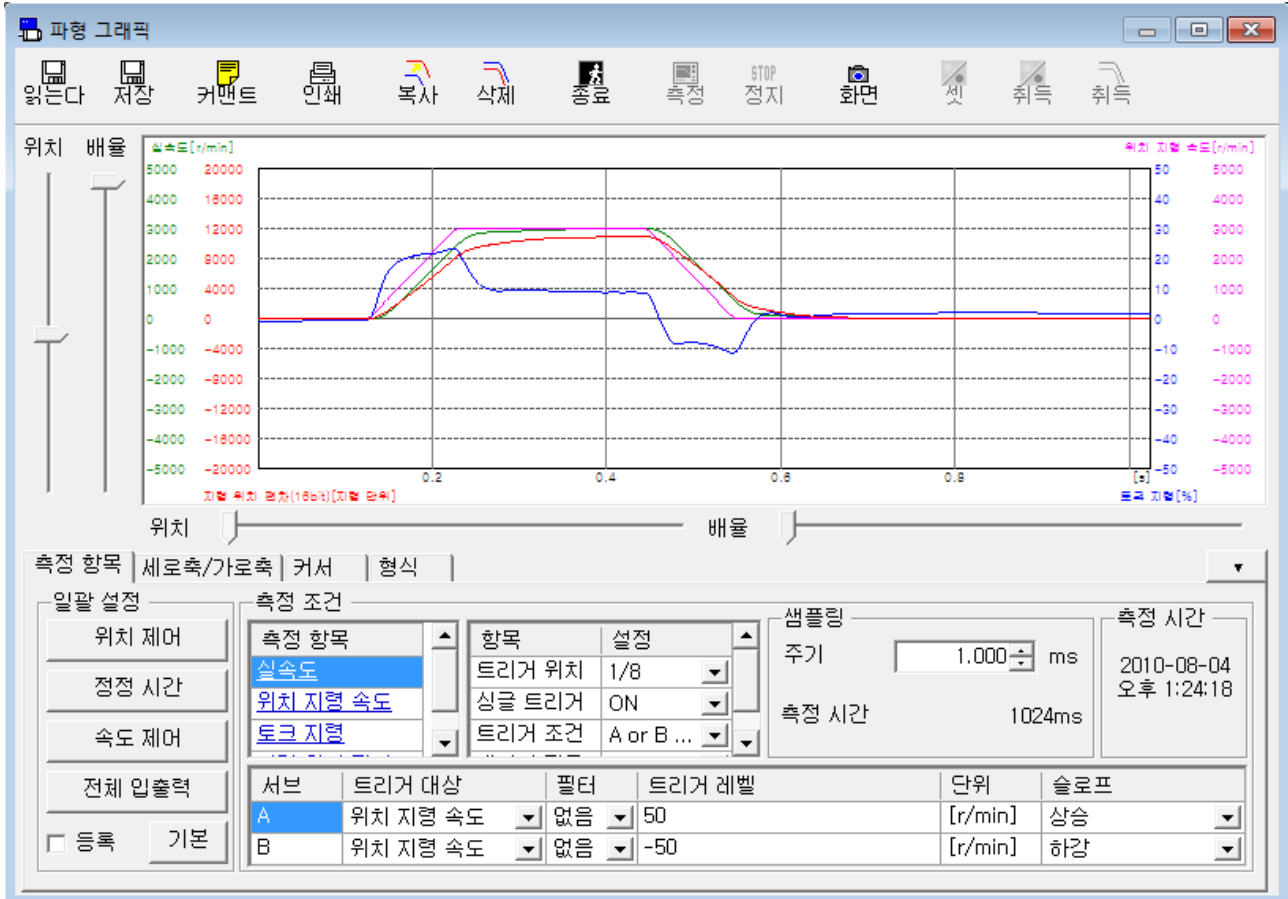 파형 그래픽
읽는다 저장 커맨트 인쇄 복사 삭제 종료 측정 STOP 정지 화면 셋 취득 취득
위치 배율
실속도[r/min] 위치 지령 속도[r/min]
5000 20000 50 5000
4000 16000 40 4000
3000 12000 30 3000
2000 8000 20 2000
1000 4000 10 1000
0 0 0 0
-1000 -4000 -10 -1000
-2000 -8000 -20 -2000
-3000 -12000 -30 -3000
-4000 -16000 -40 -4000
-5000 -20000 -50 -5000
0.2 0.4 0.6 0.8 [s]
지령 위치 편차(16bit)[지령 단위] 토크 지령[%]
위치 배율
측정 항목 세로축/가로축 커서 형식
일괄 설정 측정 조건 샘플링 측정 시간
위치 제어 측정 항목 항목 설정 주기 1.000 ms 2010-08-04
정정 시간 실속도 트리거 위치 1/8 오후 1:24:18
위치 지령 속도 싱글 트리거 ON 측정 시간 1024ms
속도 제어 토크 지령 트리거 조건 A or B ...
전체 입출력 서브 트리거 대상 필터 트리거 레벨 단위 슬로프
A 위치 지령 속도 없음 50 [r/min] 상승
등록 기본 B 위치 지령 속도 없음 -50 [r/min] 하강